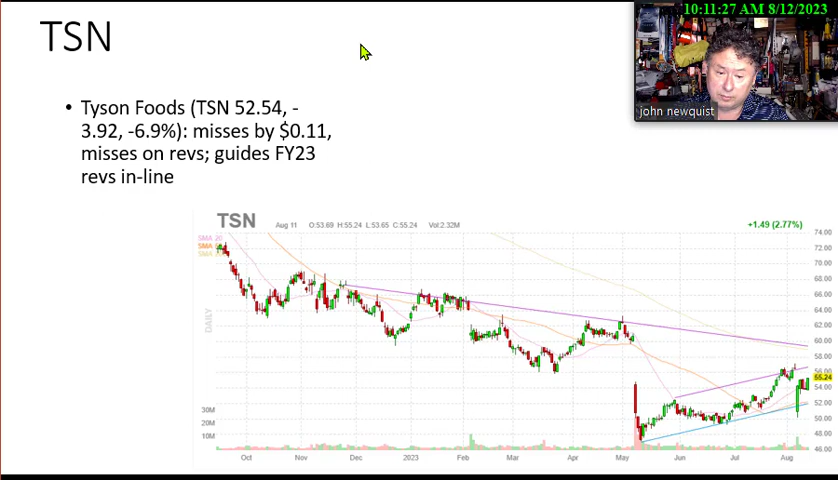 10:11:27 AM 8/12/2023
TSN
john newquist
• Tyson Foods (TSN 52.54, -
3.92, -6.9%): misses by $0.11,
misses on revs; guides FY23
revs in-line
TSN Aug 11 O:53.69 H:55.24 L:53.65 C:55.24 Vol:2.32M +1.49 (2.77%)
SMA 20
SMA
SMA
DAILY
74.00
72.00
70.00
68.00
66.00
64.00
62.00
60.00
58.00
56.00
55.24
54.00
52.00
50.00
48.00
46.00
30M
20M
10M
Oct Nov Dec 2023 Feb Mar Apr May Jun Jul Aug